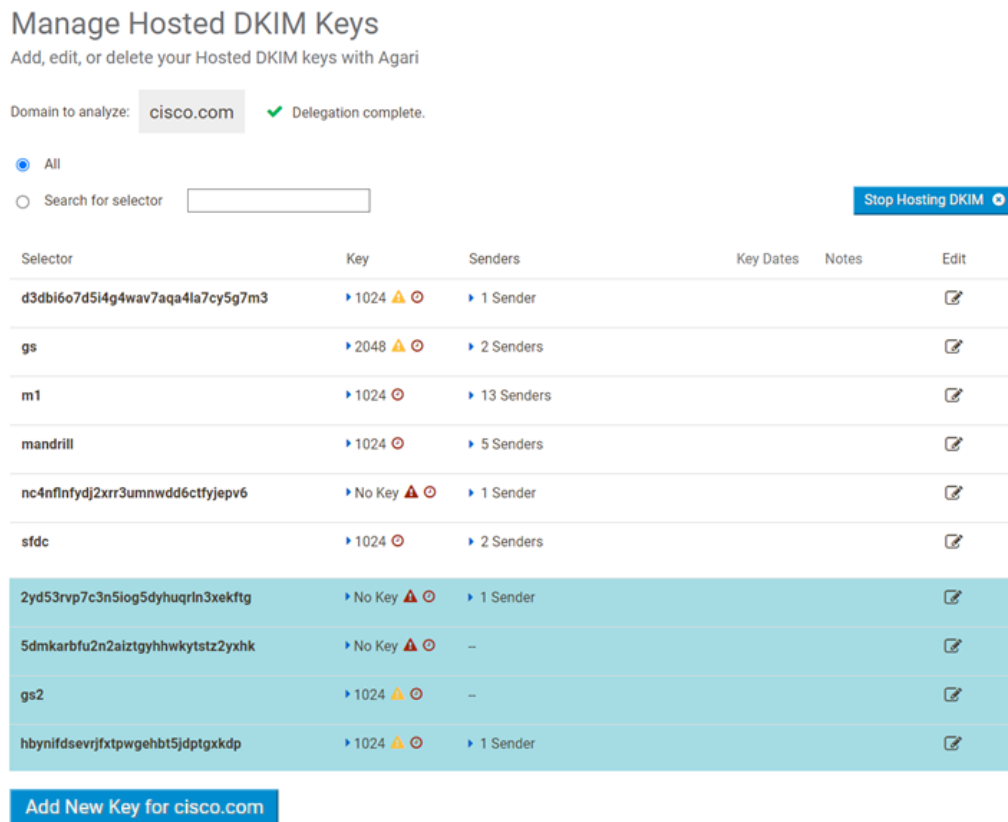 Manage Hosted DKIM Keys
Add, edit, or delete your Hosted DKIM keys with Agari
Domain to analyze: cisco.com Delegation complete.
All
Search for selector
Stop Hosting DKIM
Selector Key Senders Key Dates Notes Edit
d3dbi6o7d5i4g4wav7aqa4la7cy5g7m3 1024 1 Sender
gs 2048 2 Senders
m1 1024 13 Senders
mandrill 1024 5 Senders
nc4nflnfydj2xrr3umnwdd6ctfyjepv6 No Key 1 Sender
sfdc 1024 2 Senders
2yd53rvp7c3n5iog5dyhuqrln3xekftg No Key 1 Sender
5dmkarbfu2n2aiztgyhhwkytstz2yxhk No Key --
gs2 1024 --
hbynifdsevrjfxtpwgehbt5jdptgxkdp 1024 1 Sender
Add New Key for cisco.com